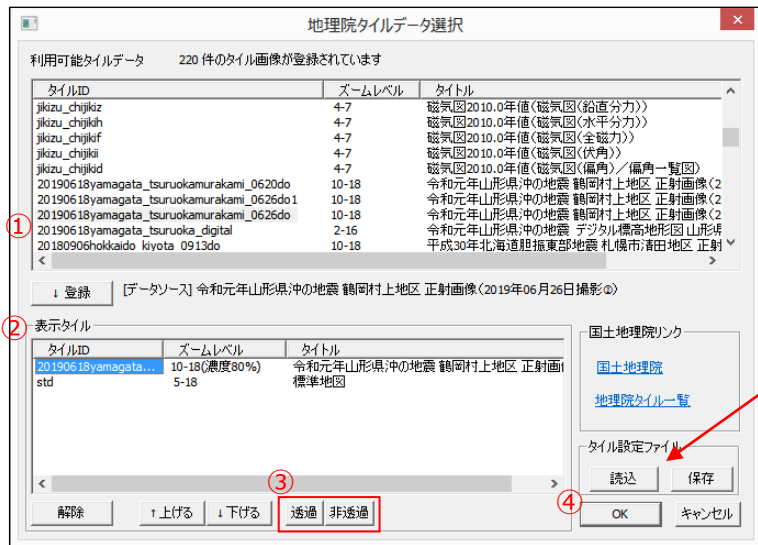 地理院タイルデータ選択
利用可能タイルデータ 220 件のタイル画像が登録されています
タイルID ズームレベル タイトル
jikizu_chijikiz 4-7 磁気図2010.0年値(磁気図(鉛直分力))
jikizu_chijikih 4-7 磁気図2010.0年値(磁気図(水平分力))
jikizu_chijikif 4-7 磁気図2010.0年値(磁気図(全磁力))
jikizu_chijikii 4-7 磁気図2010.0年値(磁気図(伏角))
jikizu_chijikid 4-7 磁気図2010.0年値(磁気図(偏角)/偏角一覧図)
20190618yamagata_tsuruokamurakami_0620do 10-18 令和元年山形県沖の地震 鶴岡村上地区 正射画像(2
20190618yamagata_tsuruokamurakami_0626do1 10-18 令和元年山形県沖の地震 鶴岡村上地区 正射画像(2
20190618yamagata_tsuruokamurakami_0626do 10-18 令和元年山形県沖の地震 鶴岡村上地区 正射画像(2
①
20190618yamagata_tsuruoka_digital 2-16 令和元年山形県沖の地震 デジタル標高地形図 山形県
20180906hokkaido_kiyota_0913do 10-18 平成30年北海道胆振東部地震 札幌市清田地区 正射
↓登録 [データソース] 令和元年山形県沖の地震 鶴岡村上地区 正射画像(2019年06月26日撮影②)
② 表示タイル
タイルID ズームレベル タイトル
20190618yamagata... 10-18(濃度80%) 令和元年山形県沖の地震 鶴岡村上地区 正射画
std 5-18 標準地図
国土地理院リンク
国土地理院
地理院タイル一覧
タイル設定ファイル
読込 保存
③
解除 ↑上げる ↓下げる 透過 非透過
④
OK キャンセル